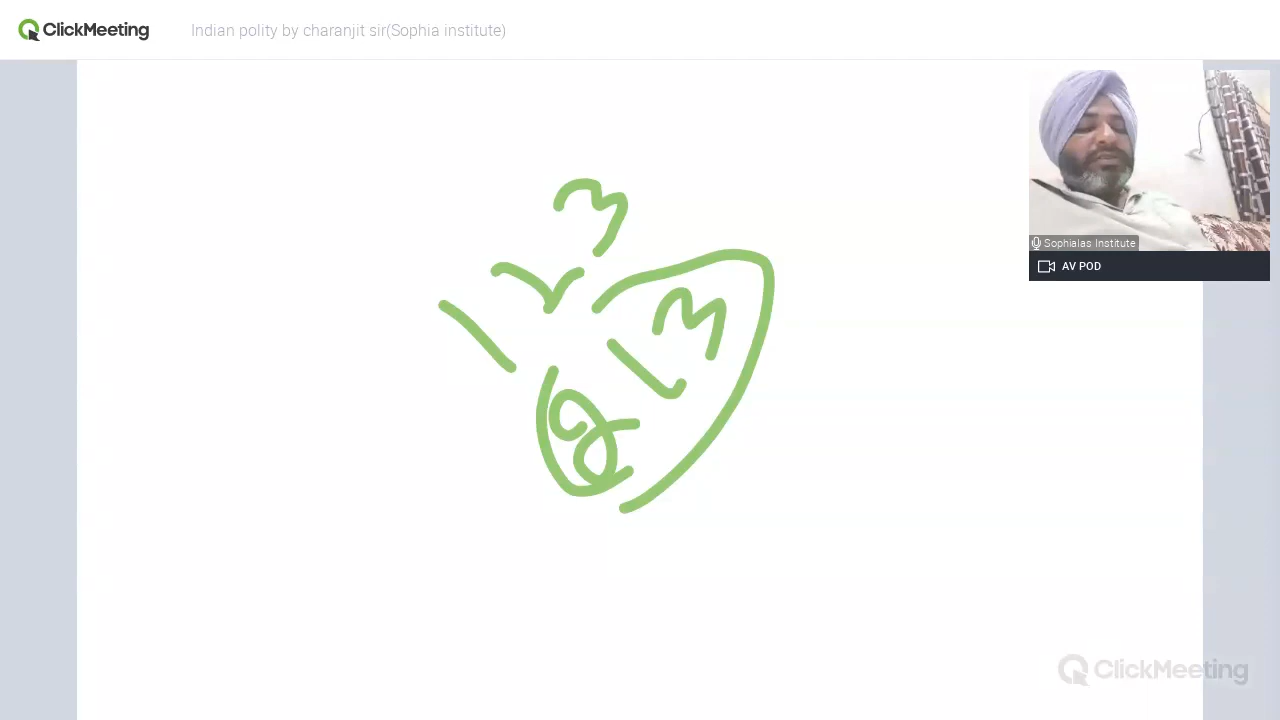 ClickMeeting
Indian polity by charanjit sir(Sophia institute)
SophiaIas Institute
AV POD
ClickMeeting